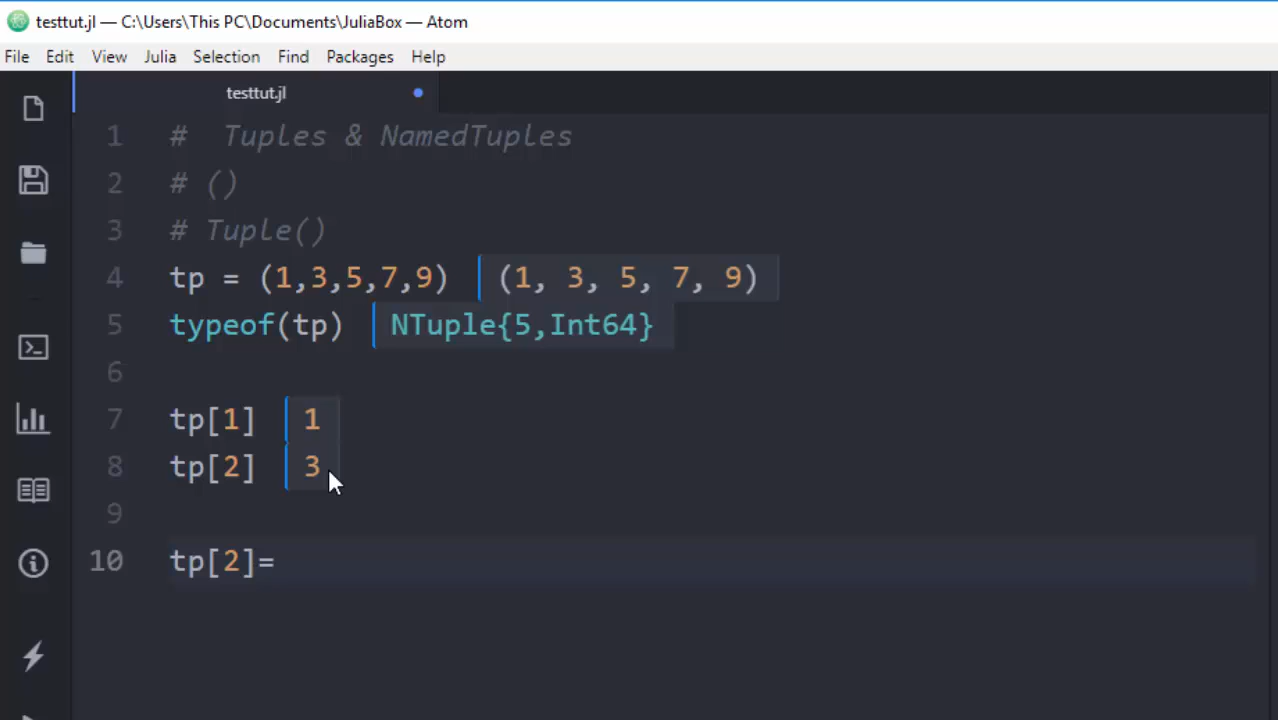 testtut.jl — C:\Users\This PC\Documents\JuliaBox — Atom
File Edit View Julia Selection Find Packages Help
testtut.jl
1 # Tuples & NamedTuples
2 # ()
3 # Tuple()
4 tp = (1,3,5,7,9) (1, 3, 5, 7, 9)
5 typeof(tp) NTuple{5,Int64}
6
7 tp[1] 1
8 tp[2] 3
9
10 tp[2]=